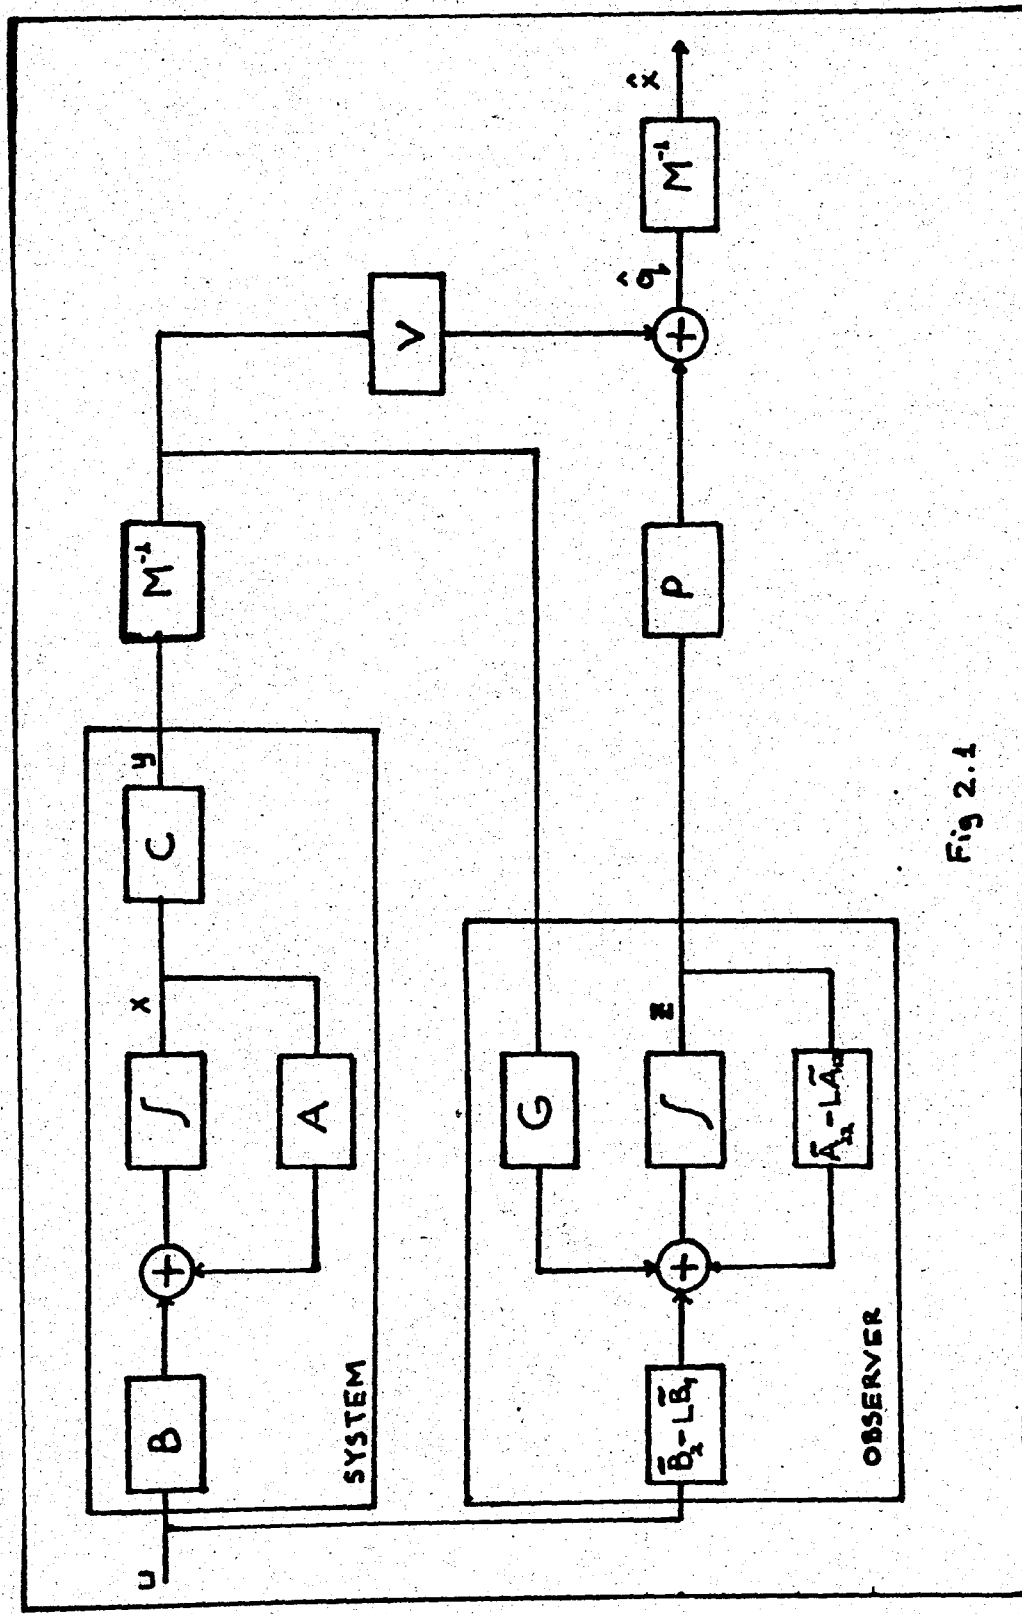 u
B
∫
A
x
C
y
SYSTEM
M⁻¹
V
B̄₂-LB̄₁
G
∫
Ā₂₂-LĀ₁₂
z
OBSERVER
P
q̂
M⁻¹
x̂
Fig 2.1